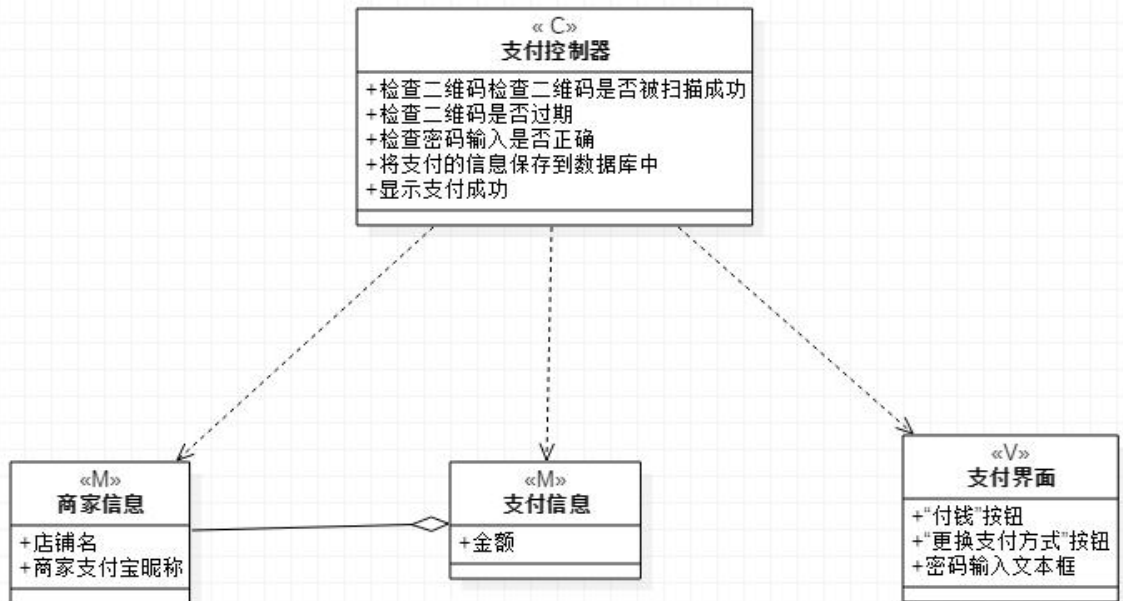 « C»
支付控制器
+检查二维码检查二维码是否被扫描成功
+检查二维码是否过期
+检查密码输入是否正确
+将支付的信息保存到数据库中
+显示支付成功
«M»
商家信息
+店铺名
+商家支付宝昵称
«M»
支付信息
+金额
«V»
支付界面
+“付钱”按钮
+“更换支付方式”按钮
+密码输入文本框